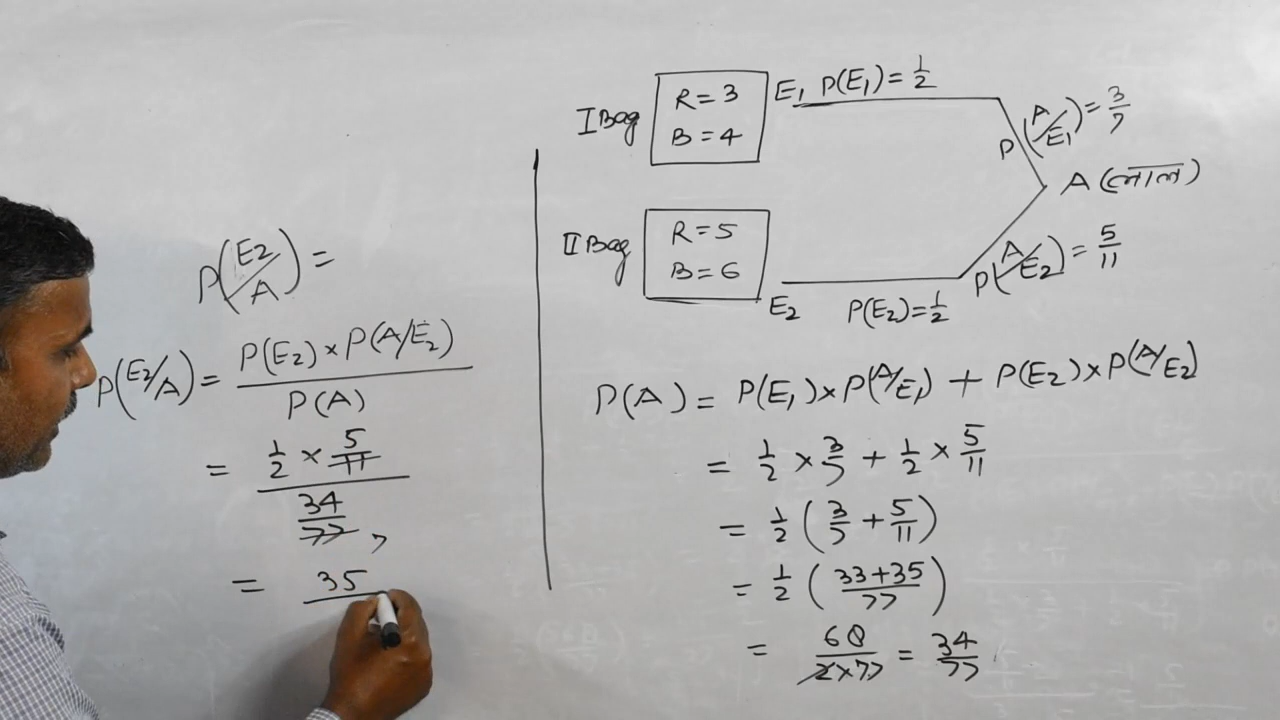 P(E2/A) =
P(E2/A) = P(E2) × P(A/E2) / P(A)
= 1/2 × 5/11 / 34/77 7
= 35
I Bag
R = 3
B = 4
E1 P(E1) = 1/2
P(A/E1) = 3/7
A (लाल)
II Bag
R = 5
B = 6
E2
P(E2) = 1/2
P(A/E2) = 5/11
P(A) = P(E1) × P(A/E1) + P(E2) × P(A/E2)
= 1/2 × 3/7 + 1/2 × 5/11
= 1/2 (3/7 + 5/11)
= 1/2 (33+35/77)
= 68/2×77 = 34/77